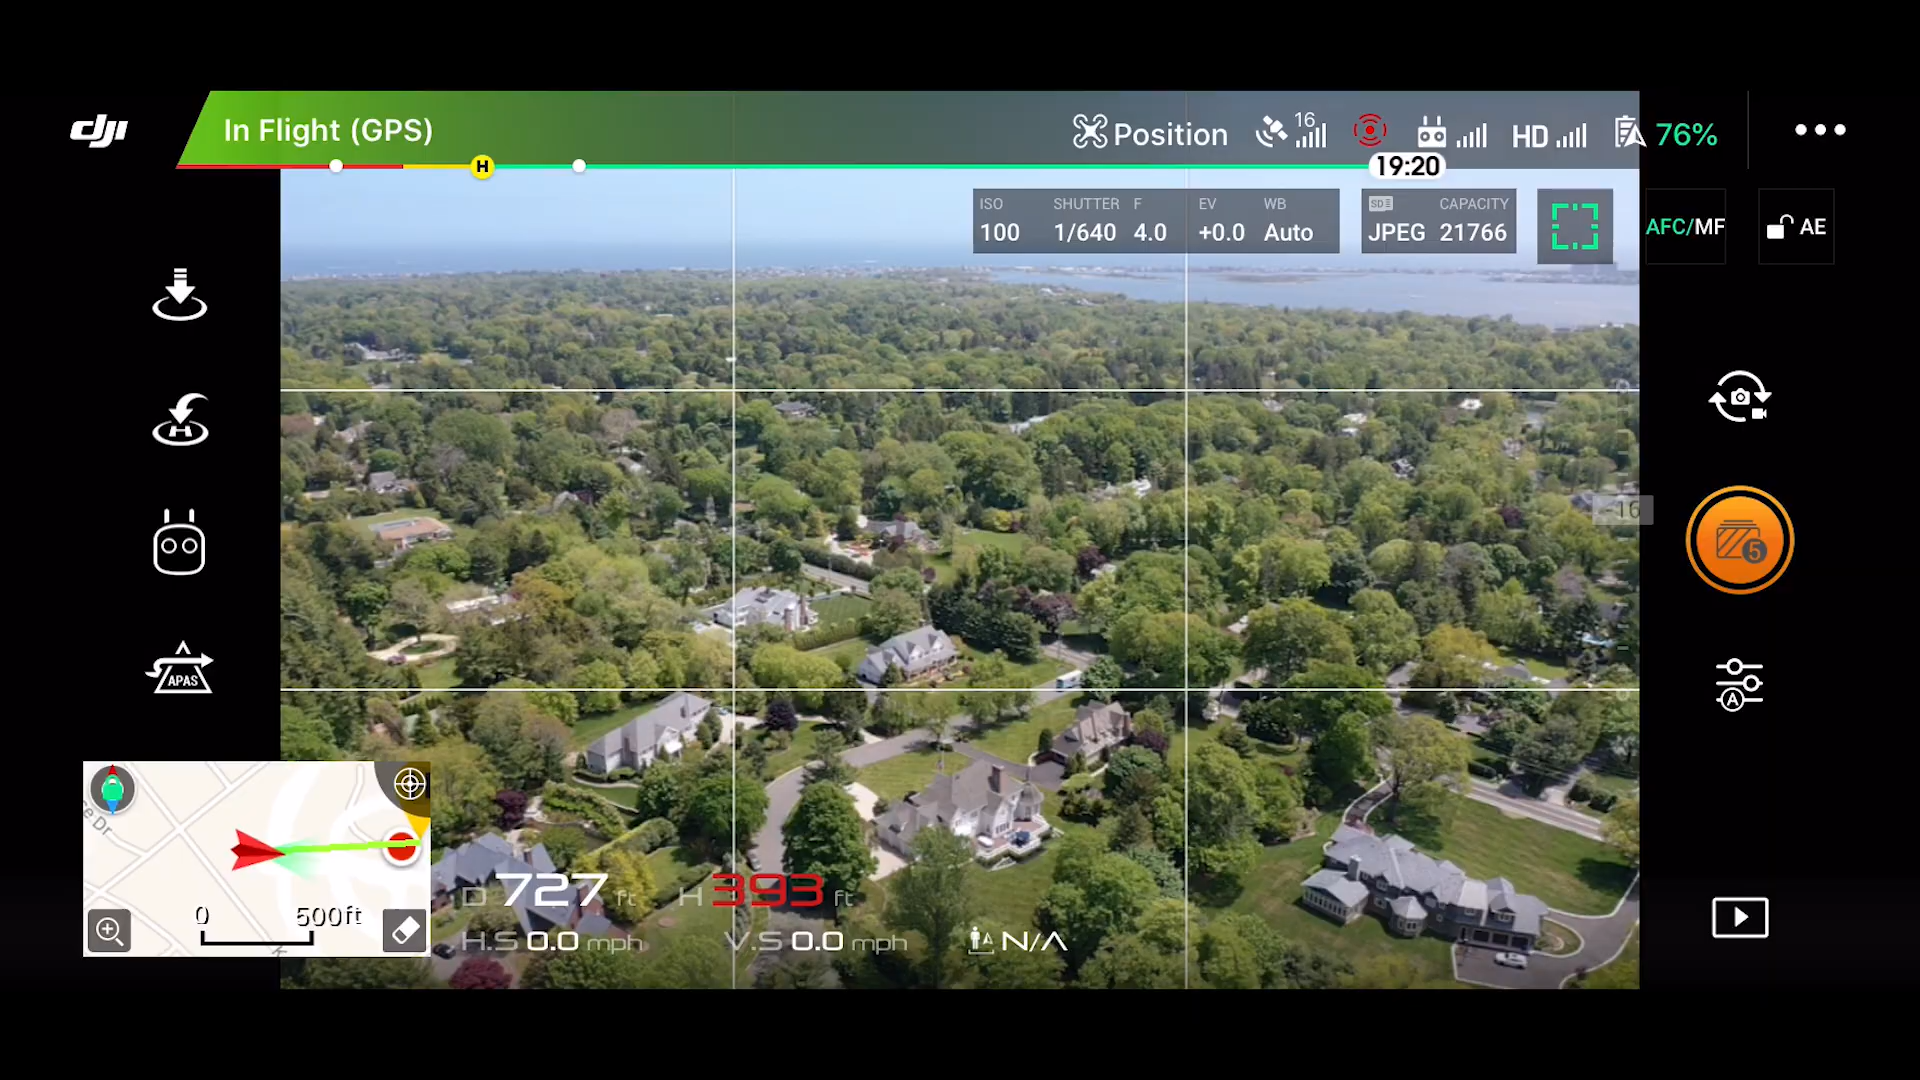 dji
In Flight (GPS)
Position
16
HD
76%
H
19:20
ISO
100
SHUTTER
1/640
F
4.0
EV
+0.0
WB
Auto
SD
JPEG
CAPACITY
21766
AFC/MF
AE
H
APAS
-16
5
A
e Dr
0
500ft
K
D 727 ft
H 393 ft
H.S 0.0 mph
V.S 0.0 mph
N/A